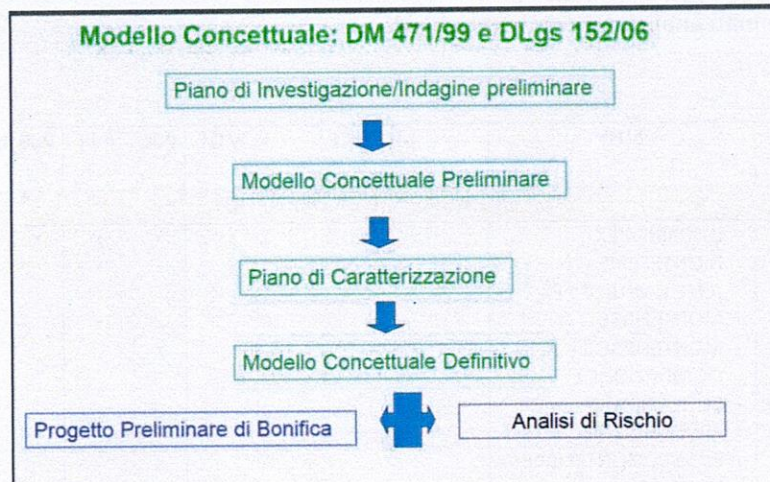 Modello Concettuale: DM 471/99 e DLgs 152/06
Piano di Investigazione/Indagine preliminare
Modello Concettuale Preliminare
Piano di Caratterizzazione
Modello Concettuale Definitivo
Progetto Preliminare di Bonifica
Analisi di Rischio